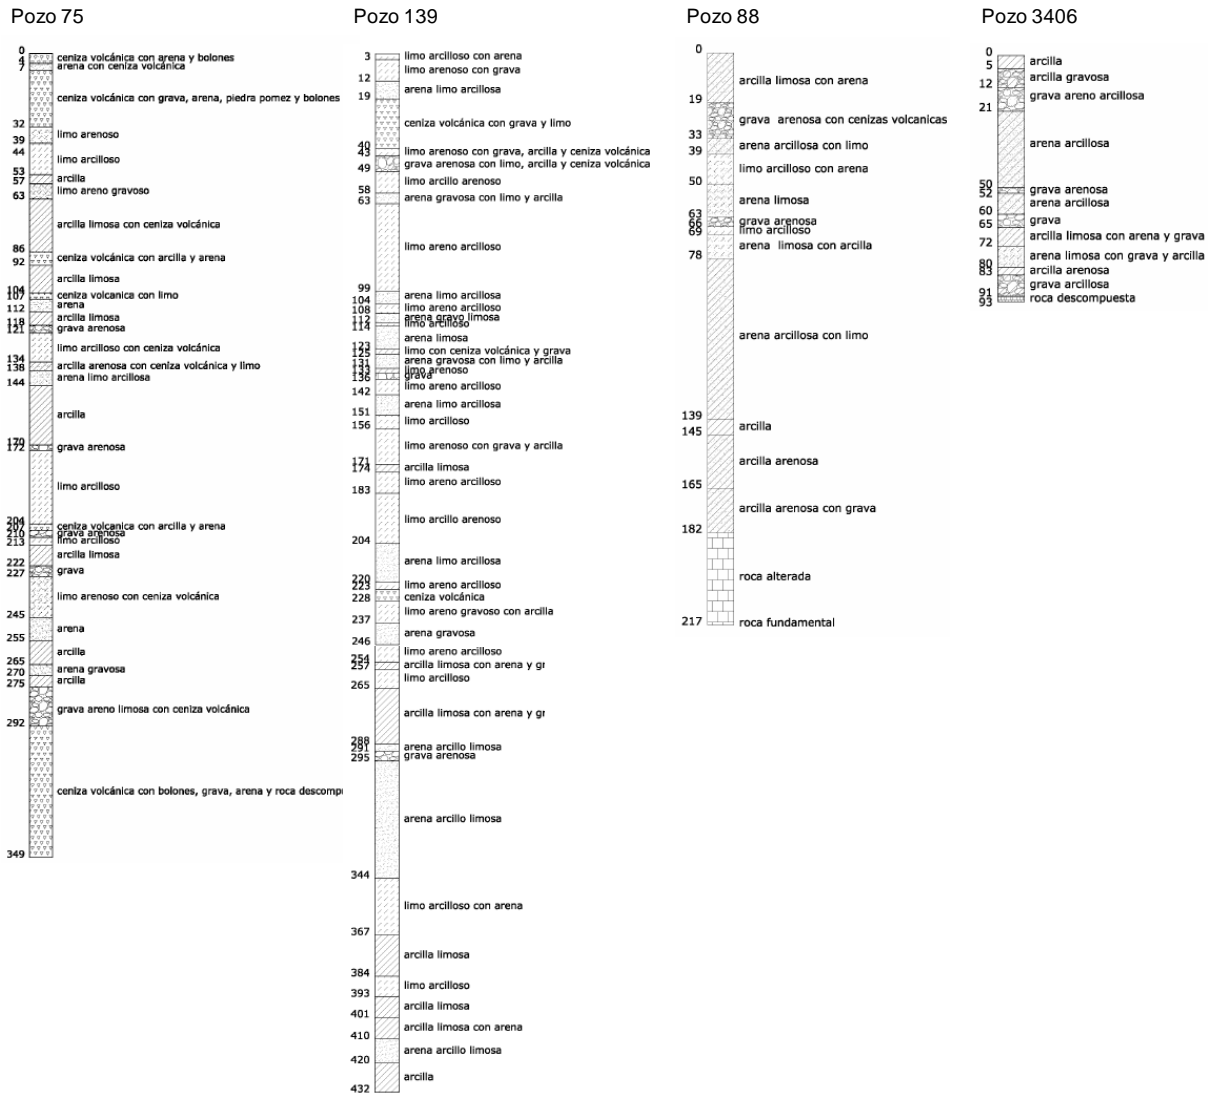 Pozo 75
0
ceniza volcánica con arena y bolones
4
arena con ceniza volcánica
7
ceniza volcánica con grava, arena, piedra pomez y bolones
32
limo arenoso
39
44
limo arcilloso
53
arcilla
57
limo areno gravoso
63
arcilla limosa con ceniza volcánica
86
ceniza volcánica con arcilla y arena
92
arcilla limosa
104
ceniza volcanica con limo
107
arena
112
arcilla limosa
118
grava arenosa
121
limo arcilloso con ceniza volcánica
134
arcilla arenosa con ceniza volcánica y limo
138
arena limo arcillosa
144
arcilla
170
grava arenosa
172
limo arcilloso
204
ceniza volcanica con arcilla y arena
207
grava arenosa
210
limo arcilloso
213
arcilla limosa
222
grava
227
limo arenoso con ceniza volcánica
245
arena
255
arcilla
265
arena gravosa
270
arcilla
275
grava areno limosa con ceniza volcánica
292
ceniza volcánica con bolones, grava, arena y roca descompu
349
Pozo 139
3
limo arcilloso con arena
limo arenoso con grava
12
arena limo arcillosa
19
ceniza volcánica con grava y limo
40
limo arenoso con grava, arcilla y ceniza volcánica
43
grava arenosa con limo, arcilla y ceniza volcánica
49
limo arcillo arenoso
58
arena gravosa con limo y arcilla
63
limo areno arcilloso
99
arena limo arcillosa
104
limo areno arcilloso
108
arena gravo limosa
112
limo arcilloso
114
arena limosa
123
limo con ceniza volcánica y grava
125
arena gravosa con limo y arcilla
131
limo arenoso
133
grava
136
limo areno arcilloso
142
arena limo arcillosa
151
limo arcilloso
156
limo arenoso con grava y arcilla
171
arcilla limosa
174
limo areno arcilloso
183
limo arcillo arenoso
204
arena limo arcillosa
220
limo areno arcilloso
223
ceniza volcánica
228
limo areno gravoso con arcilla
237
arena gravosa
246
limo areno arcilloso
254
arcilla limosa con arena y gr
257
limo arcilloso
265
arcilla limosa con arena y gr
288
arena arcillo limosa
291
grava arenosa
295
arena arcillo limosa
344
limo arcilloso con arena
367
arcilla limosa
384
limo arcilloso
393
arcilla limosa
401
arcilla limosa con arena
410
arena arcillo limosa
420
arcilla
432
Pozo 88
0
arcilla limosa con arena
19
grava arenosa con cenizas volcanicas
33
arena arcillosa con limo
39
limo arcilloso con arena
50
arena limosa
63
grava arenosa
66
limo arcilloso
69
arena limosa con arcilla
78
arena arcillosa con limo
139
arcilla
145
arcilla arenosa
165
arcilla arenosa con grava
182
roca alterada
217
roca fundamental
Pozo 3406
0
arcilla
5
arcilla gravosa
12
grava areno arcillosa
21
arena arcillosa
50
grava arenosa
52
arena arcillosa
60
grava
65
arcilla limosa con arena y grava
72
arena limosa con grava y arcilla
80
arcilla arenosa
83
grava arcillosa
91
roca descompuesta
93